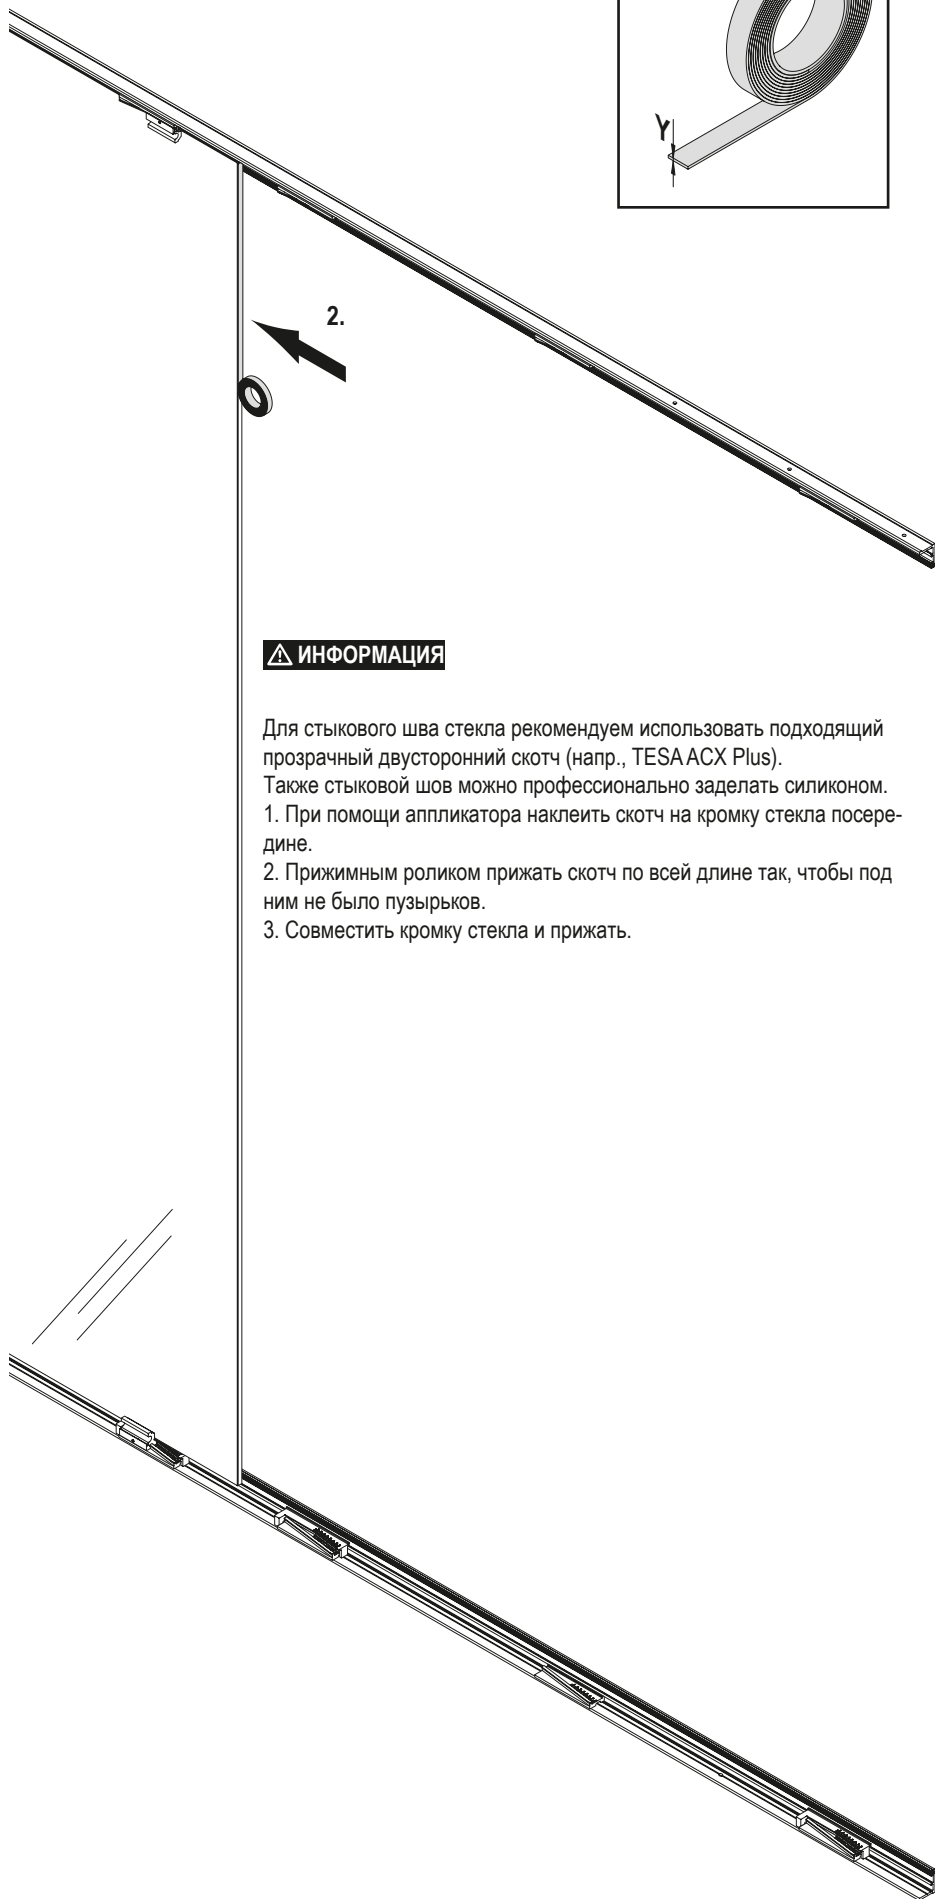 Y
2.
ИНФОРМАЦИЯ
Для стыкового шва стекла рекомендуем использовать подходящий
прозрачный двусторонний скотч (напр., TESA ACX Plus).
Также стыковой шов можно профессионально заделать силиконом.
1. При помощи аппликатора наклеить скотч на кромку стекла посере-
дине.
2. Прижимным роликом прижать скотч по всей длине так, чтобы под
ним не было пузырьков.
3. Совместить кромку стекла и прижать.